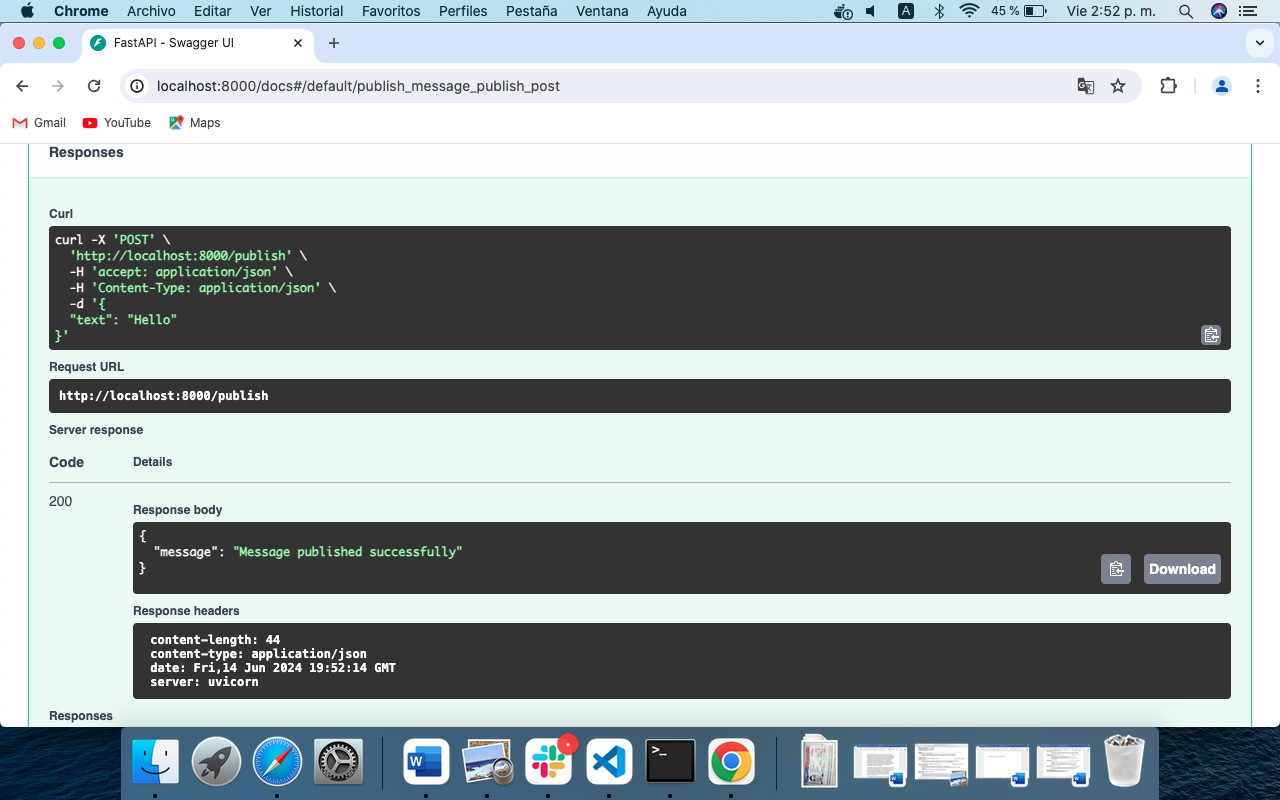 Chrome Archivo Editar Ver Historial Favoritos Perfiles Pestaña Ventana Ayuda A 45 % Vie 2:52 p. m.
FastAPI - Swagger UI
localhost:8000/docs#/default/publish_message_publish_post
Gmail YouTube Maps
Responses
Curl
curl -X 'POST' \
'http://localhost:8000/publish' \
-H 'accept: application/json' \
-H 'Content-Type: application/json' \
-d '{
"text": "Hello"
}'
Request URL
http://localhost:8000/publish
Server response
Code Details
200
Response body
{
"message": "Message published successfully"
}
Download
Response headers
content-length: 44
content-type: application/json
date: Fri,14 Jun 2024 19:52:14 GMT
server: uvicorn
Responses
W >_